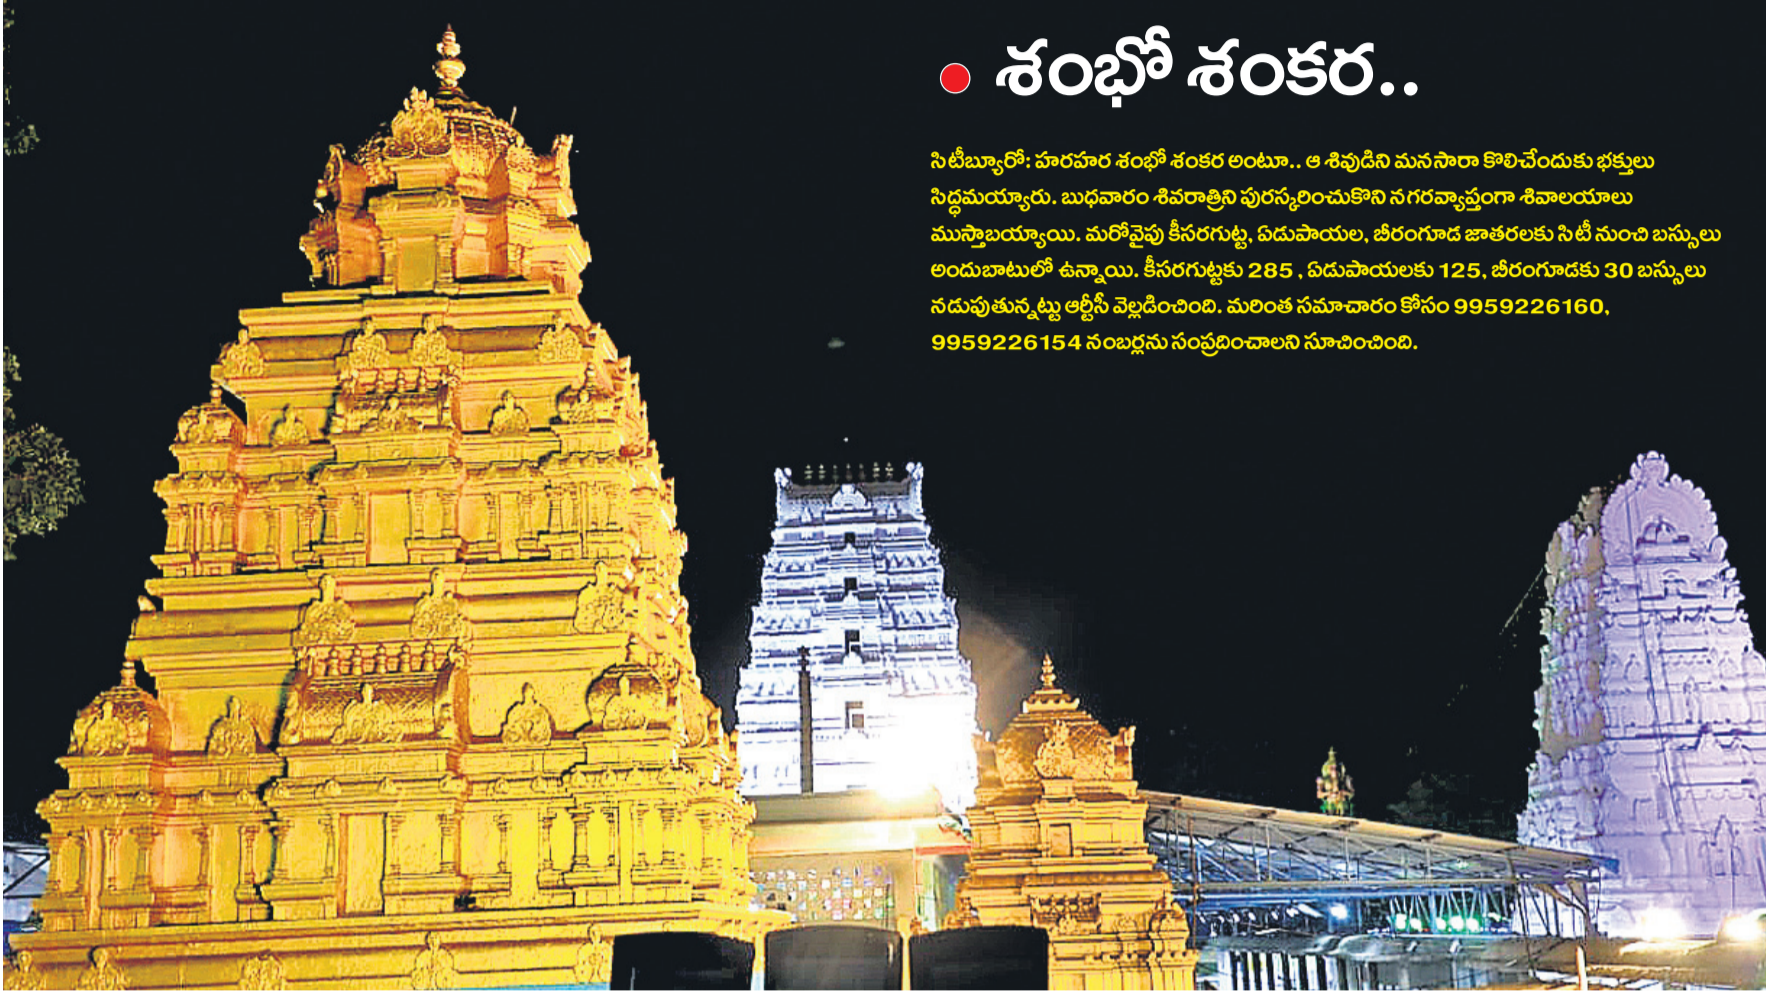 శంభో శంకర..
సిటీబ్యూరో: హరహర శంభో శంకర అంటూ.. ఆ శివుడిని మనసారా కొలిచేందుకు భక్తులు
సిద్ధమయ్యారు. బుధవారం శివరాత్రిని పురస్కరించుకొని నగరవ్యాప్తంగా శివాలయాలు
ముస్తాబయ్యాయి. మరోవైపు కీసరగుట్ట, ఏడుపాయల, బీరంగూడ జాతరలకు సిటీ నుంచి బస్సులు
అందుబాటులో ఉన్నాయి. కీసరగుట్టకు 285 , ఏడుపాయలకు 125, బీరంగూడకు 30 బస్సులు
నడుపుతున్నట్టు ఆర్టీసీ వెల్లడించింది. మరింత సమాచారం కోసం 9959226160,
9959226154 నంబర్లను సంప్రదించాలని సూచించింది.